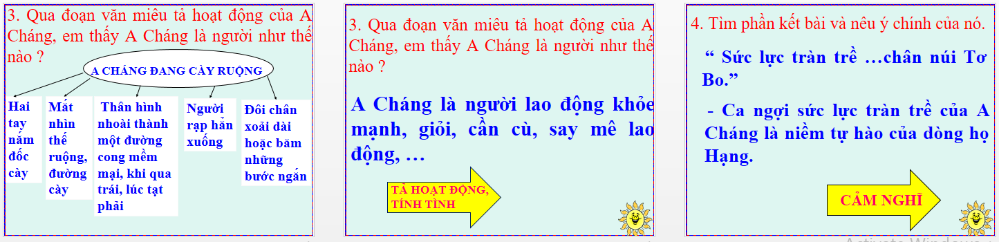 3. Qua đoạn văn miêu tả hoạt động của A
Cháng, em thấy A Cháng là người như thế
nào ?
A CHÁNG ĐANG CÀY RUỘNG
Hai
tay
nắm
đốc
cày
Mắt
nhìn
thế
ruộng,
đường
cày
Thân hình
nhoài thành
một đường
cong mềm
mại, khi qua
trái, lúc tạt
phải
Người
rạp hẳn
xuống
Đôi chân
xoải dài
hoặc băm
những
bước ngắn
3. Qua đoạn văn miêu tả hoạt động của A
Cháng, em thấy A Cháng là người như thế
nào ?
A Cháng là người lao động khỏe
mạnh, giỏi, cần cù, say mê lao
động, …
TẢ HOẠT ĐỘNG,
TÍNH TÌNH
4. Tìm phần kết bài và nêu ý chính của nó.
“ Sức lực tràn trề …chân núi Tơ
Bo.”
- Ca ngợi sức lực tràn trề của A
Cháng là niềm tự hào của dòng họ
Hạng.
CẢM NGHĨ